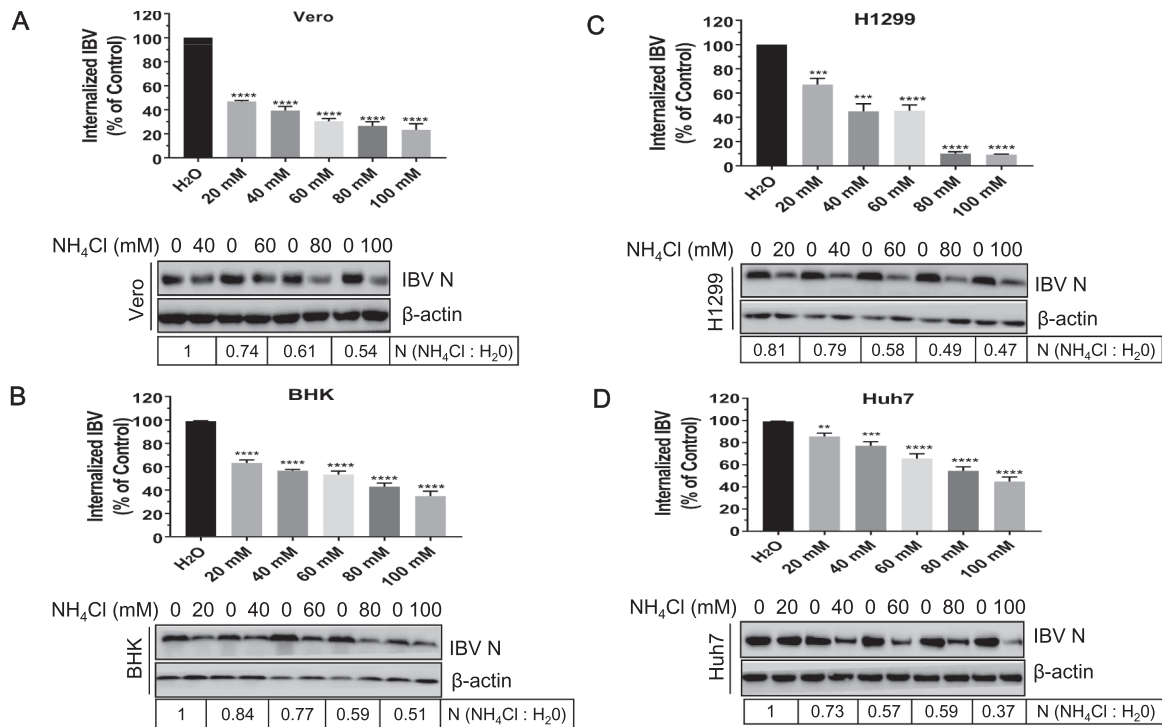 A
Vero
Internalized IBV
(% of Control)
120
100
80
60
40
20
0
****
****
****
****
****
H₂O
20 mM
40 mM
60 mM
80 mM
100 mM
NH₄Cl (mM) 0 40 0 60 0 80 0 100
Vero
IBV N
β-actin
1 0.74 0.61 0.54 N (NH₄Cl : H₂0)
B
BHK
Internalized IBV
(% of Control)
120
100
80
60
40
20
0
****
****
****
****
****
H₂O
20 mM
40 mM
60 mM
80 mM
100 mM
NH₄Cl (mM) 0 20 0 40 0 60 0 80 0 100
BHK
IBV N
β-actin
1 0.84 0.77 0.59 0.51 N (NH₄Cl : H₂0)
C
H1299
Internalized IBV
(% of Control)
120
100
80
60
40
20
0
***
***
****
****
****
H₂O
20 mM
40 mM
60 mM
80 mM
100 mM
NH₄Cl (mM) 0 20 0 40 0 60 0 80 0 100
H1299
IBV N
β-actin
0.81 0.79 0.58 0.49 0.47 N (NH₄Cl : H₂0)
D
Huh7
Internalized IBV
(% of Control)
120
100
80
60
40
20
0
**
***
****
****
****
H₂O
20 mM
40 mM
60 mM
80 mM
100 mM
NH₄Cl (mM) 0 20 0 40 0 60 0 80 0 100
Huh7
IBV N
β-actin
1 0.73 0.57 0.59 0.37 N (NH₄Cl : H₂0)